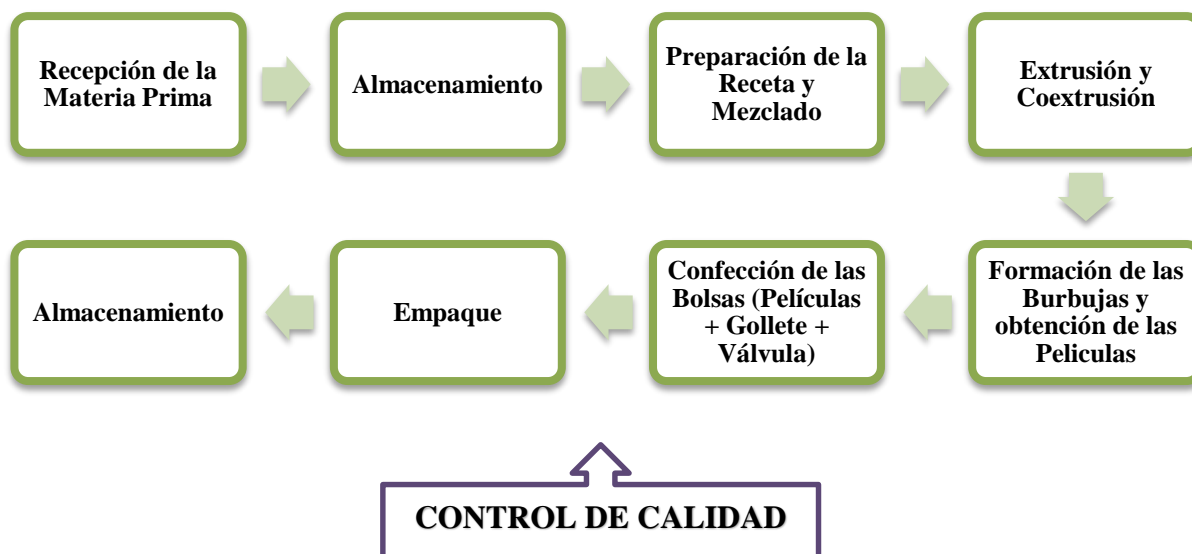 Recepción de la
Materia Prima
Almacenamiento
Preparación de la
Receta y
Mezclado
Extrusión y
Coextrusión
Formación de las
Burbujas y
obtención de las
Peliculas
Confección de las
Bolsas (Películas
+ Gollete +
Válvula)
Empaque
Almacenamiento
CONTROL DE CALIDAD